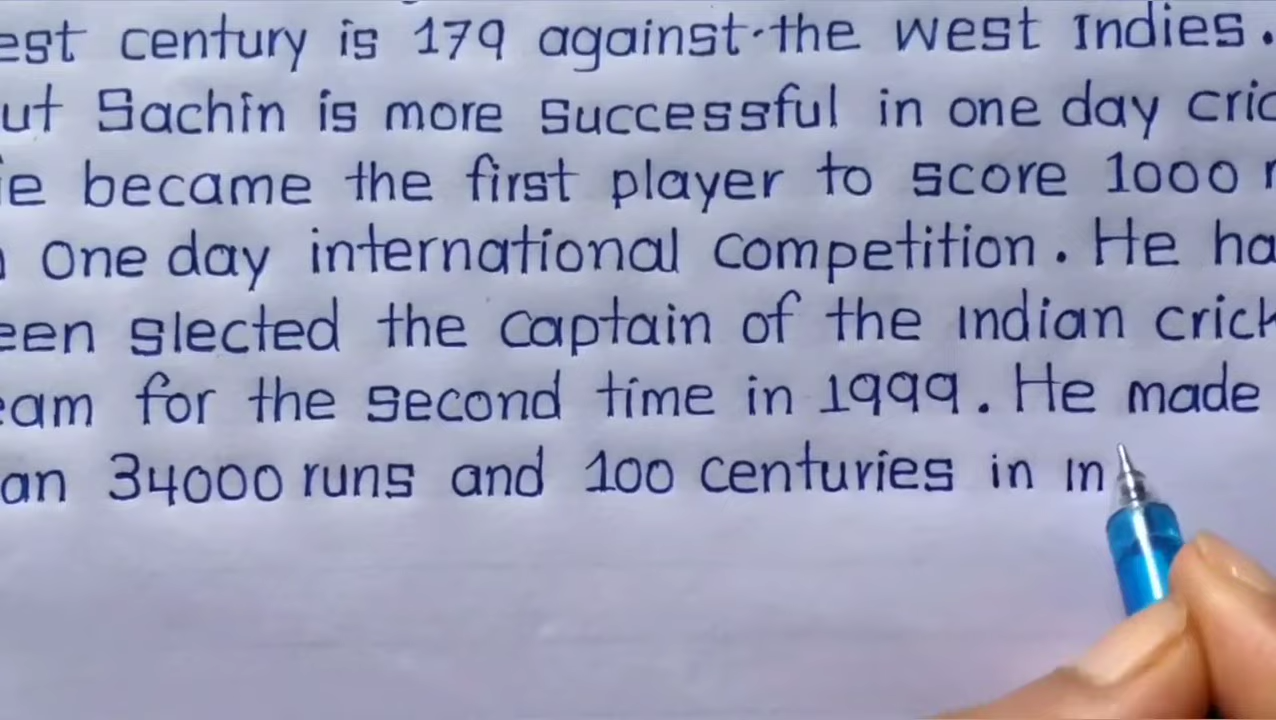 est century is 179 against the west Indies.
ut Sachin is more successful in one day cric
ie became the first player to score 1000 r
one day international competition. He ha
een slected the captain of the Indian crick
eam for the second time in 1999. He made
an 34000 runs and 100 centuries in in